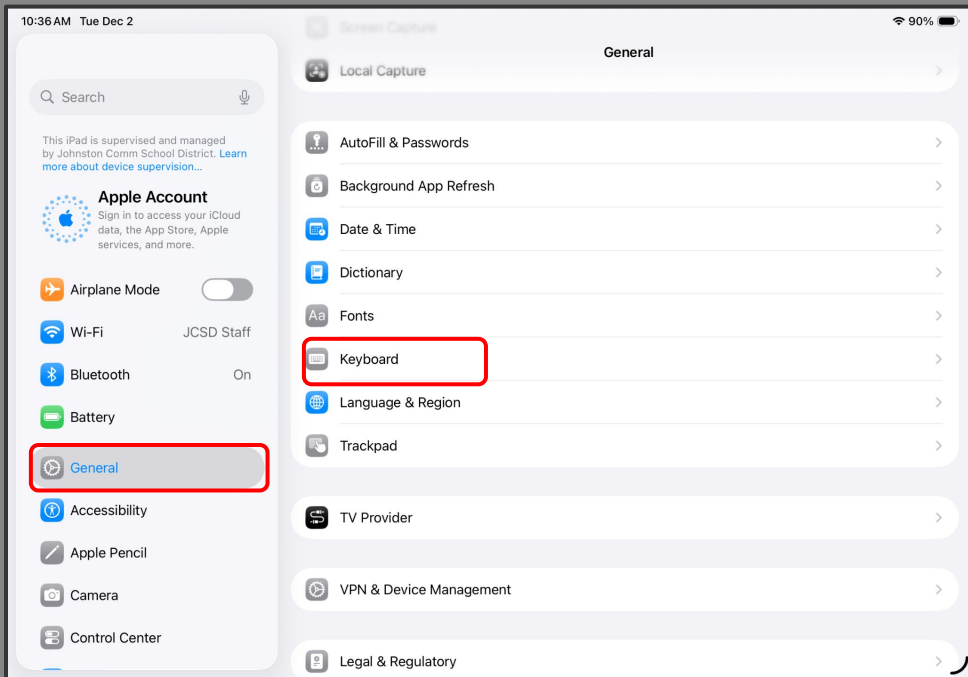 10:36 AM Tue Dec 2
90%
Search
This iPad is supervised and managed
by Johnston Comm School District. Learn
more about device supervision...
Apple Account
Sign in to access your iCloud
data, the App Store, Apple
services, and more.
Airplane Mode
Wi-Fi JCSD Staff
Bluetooth On
Battery
General
Accessibility
Apple Pencil
Camera
Control Center
Screen Capture
General
Local Capture
AutoFill & Passwords
Background App Refresh
Date & Time
Dictionary
Aa Fonts
Keyboard
Language & Region
Trackpad
TV Provider
VPN & Device Management
Legal & Regulatory